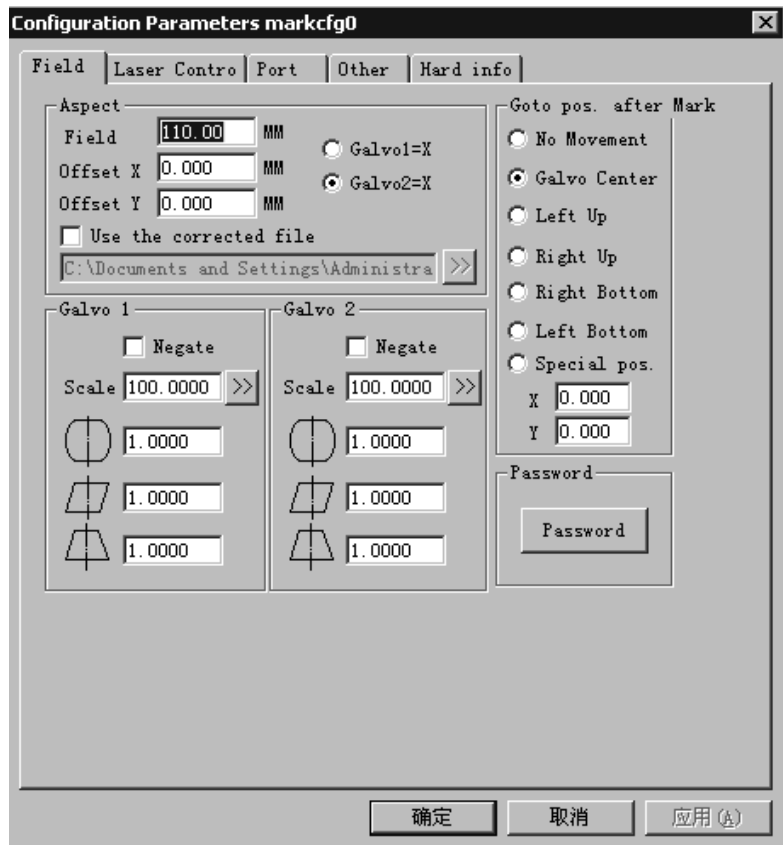 Configuration Parameters markcfg0
Field Laser Contro Port Other Hard info
Aspect
Field 110.00 MM
Offset X 0.000 MM
Offset Y 0.000 MM
Galvo1=X
Galvo2=X
Use the corrected file
C:\Documents and Settings\Administra >>
Galvo 1
Negate
Scale 100.0000 >>
1.0000
1.0000
1.0000
Galvo 2
Negate
Scale 100.0000 >>
1.0000
1.0000
1.0000
Goto pos. after Mark
No Movement
Galvo Center
Left Up
Right Up
Right Bottom
Left Bottom
Special pos.
X 0.000
Y 0.000
Password
Password
确定 取消 应用(A)